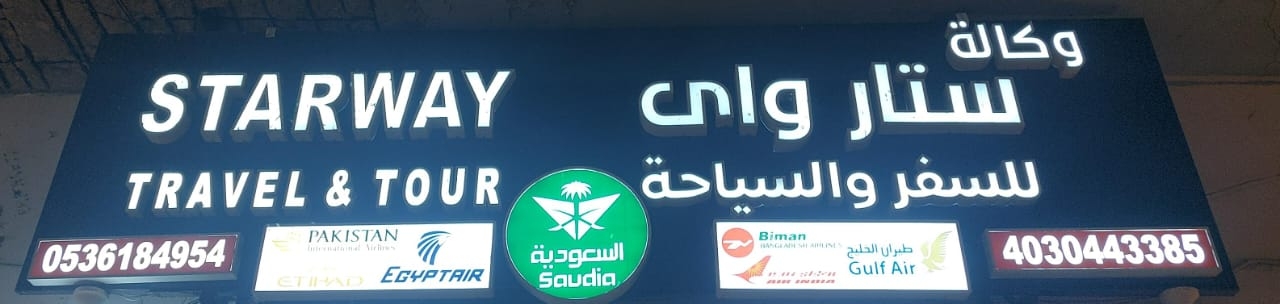 STARWAY
TRAVEL & TOUR
وكالة
ستار واى
للسفر والسياحة
0536184954
PAKISTAN
International Airlines
ETIHAD
EGYPTAIR
السعودية
Saudia
Biman
BANGLADESH AIRLINES
AIR INDIA
طيران الخليج
Gulf Air
4030443385